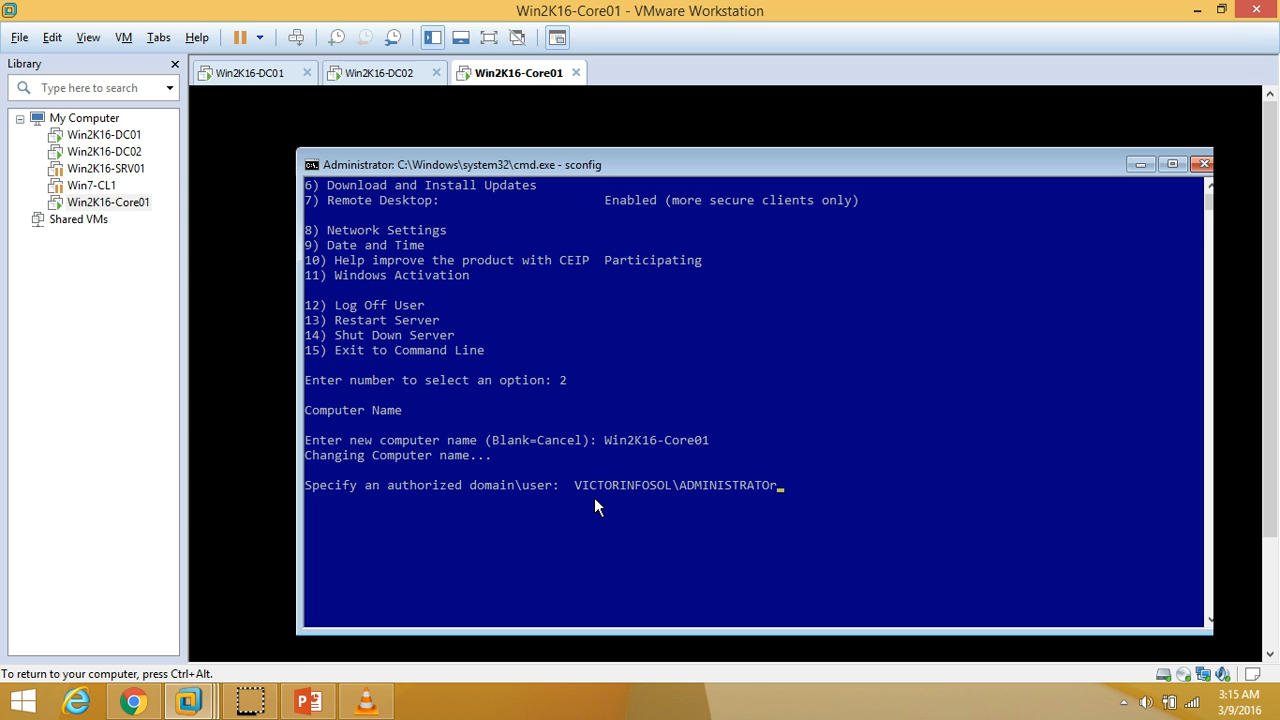 Win2K16-Core01 - VMware Workstation
File Edit View VM Tabs Help
Library
Type here to search
Win2K16-DC01
Win2K16-DC02
Win2K16-Core01
My Computer
Win2K16-DC01
Win2K16-DC02
Win2K16-SRV01
Win7-CL1
Win2K16-Core01
Shared VMs
Administrator: C:\Windows\system32\cmd.exe - sconfig
6) Download and Install Updates
7) Remote Desktop: Enabled (more secure clients only)
8) Network Settings
9) Date and Time
10) Help improve the product with CEIP Participating
11) Windows Activation
12) Log Off User
13) Restart Server
14) Shut Down Server
15) Exit to Command Line
Enter number to select an option: 2
Computer Name
Enter new computer name (Blank=Cancel): Win2K16-Core01
Changing Computer name...
Specify an authorized domain\user: VICTORINFOSOL\ADMINISTRATOr_
To return to your computer, press Ctrl+Alt.
3:15 AM
3/9/2016